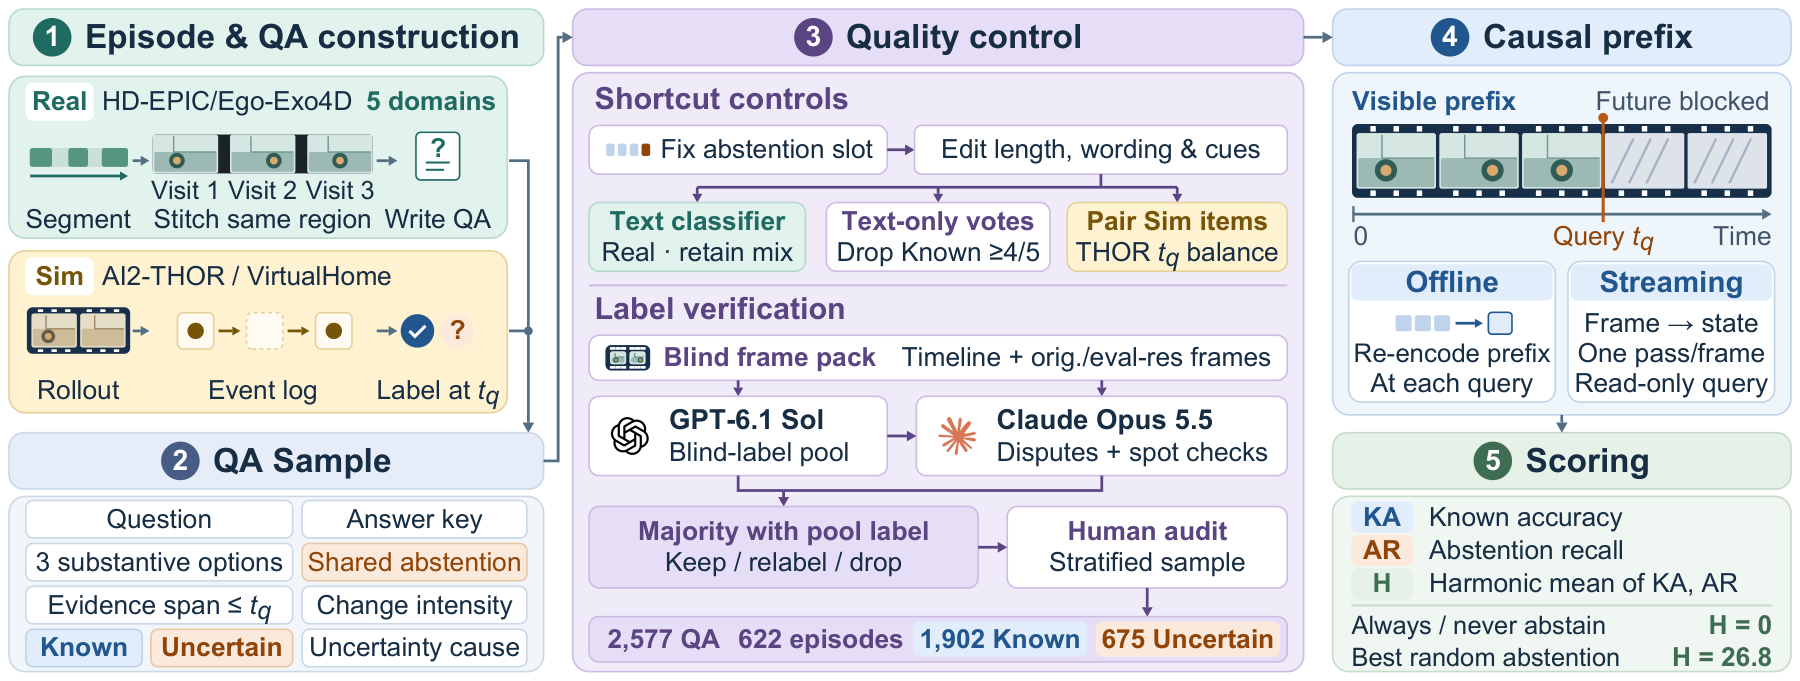 1 Episode & QA construction
Real HD-EPIC/Ego-Exo4D 5 domains
?
Visit 1 Visit 2 Visit 3
Segment Stitch same region Write QA
Sim AI2-THOR / VirtualHome
?
Rollout Event log Label at tq
2 QA Sample
Question Answer key
3 substantive options Shared abstention
Evidence span ≤ tq Change intensity
Known Uncertain Uncertainty cause
3 Quality control
Shortcut controls
Fix abstention slot Edit length, wording & cues
Text classifier Text-only votes Pair Sim items
Real · retain mix Drop Known ≥4/5 THOR tq balance
Label verification
Blind frame pack Timeline + orig./eval-res frames
GPT-6.1 Sol Claude Opus 5.5
Blind-label pool Disputes + spot checks
Majority with pool label Human audit
Keep / relabel / drop Stratified sample
2,577 QA 622 episodes 1,902 Known 675 Uncertain
4 Causal prefix
Visible prefix Future blocked
0 Query tq Time
Offline Streaming
Frame → state
Re-encode prefix One pass/frame
At each query Read-only query
5 Scoring
KA Known accuracy
AR Abstention recall
H Harmonic mean of KA, AR
Always / never abstain H = 0
Best random abstention H = 26.8